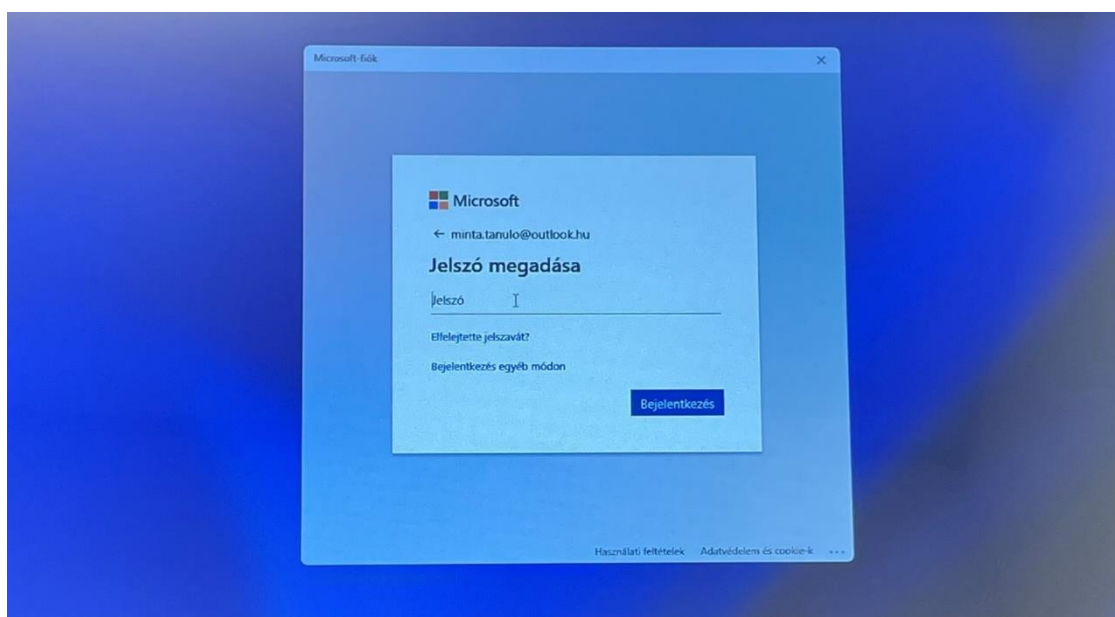 Microsoft-fiók
Microsoft
← minta.tanulo@outlook.hu
Jelszó megadása
Jelszó
Elfelejtette jelszavát?
Bejelentkezés egyéb módon
Bejelentkezés
Használati feltételek Adatvédelem és cookie-k ...